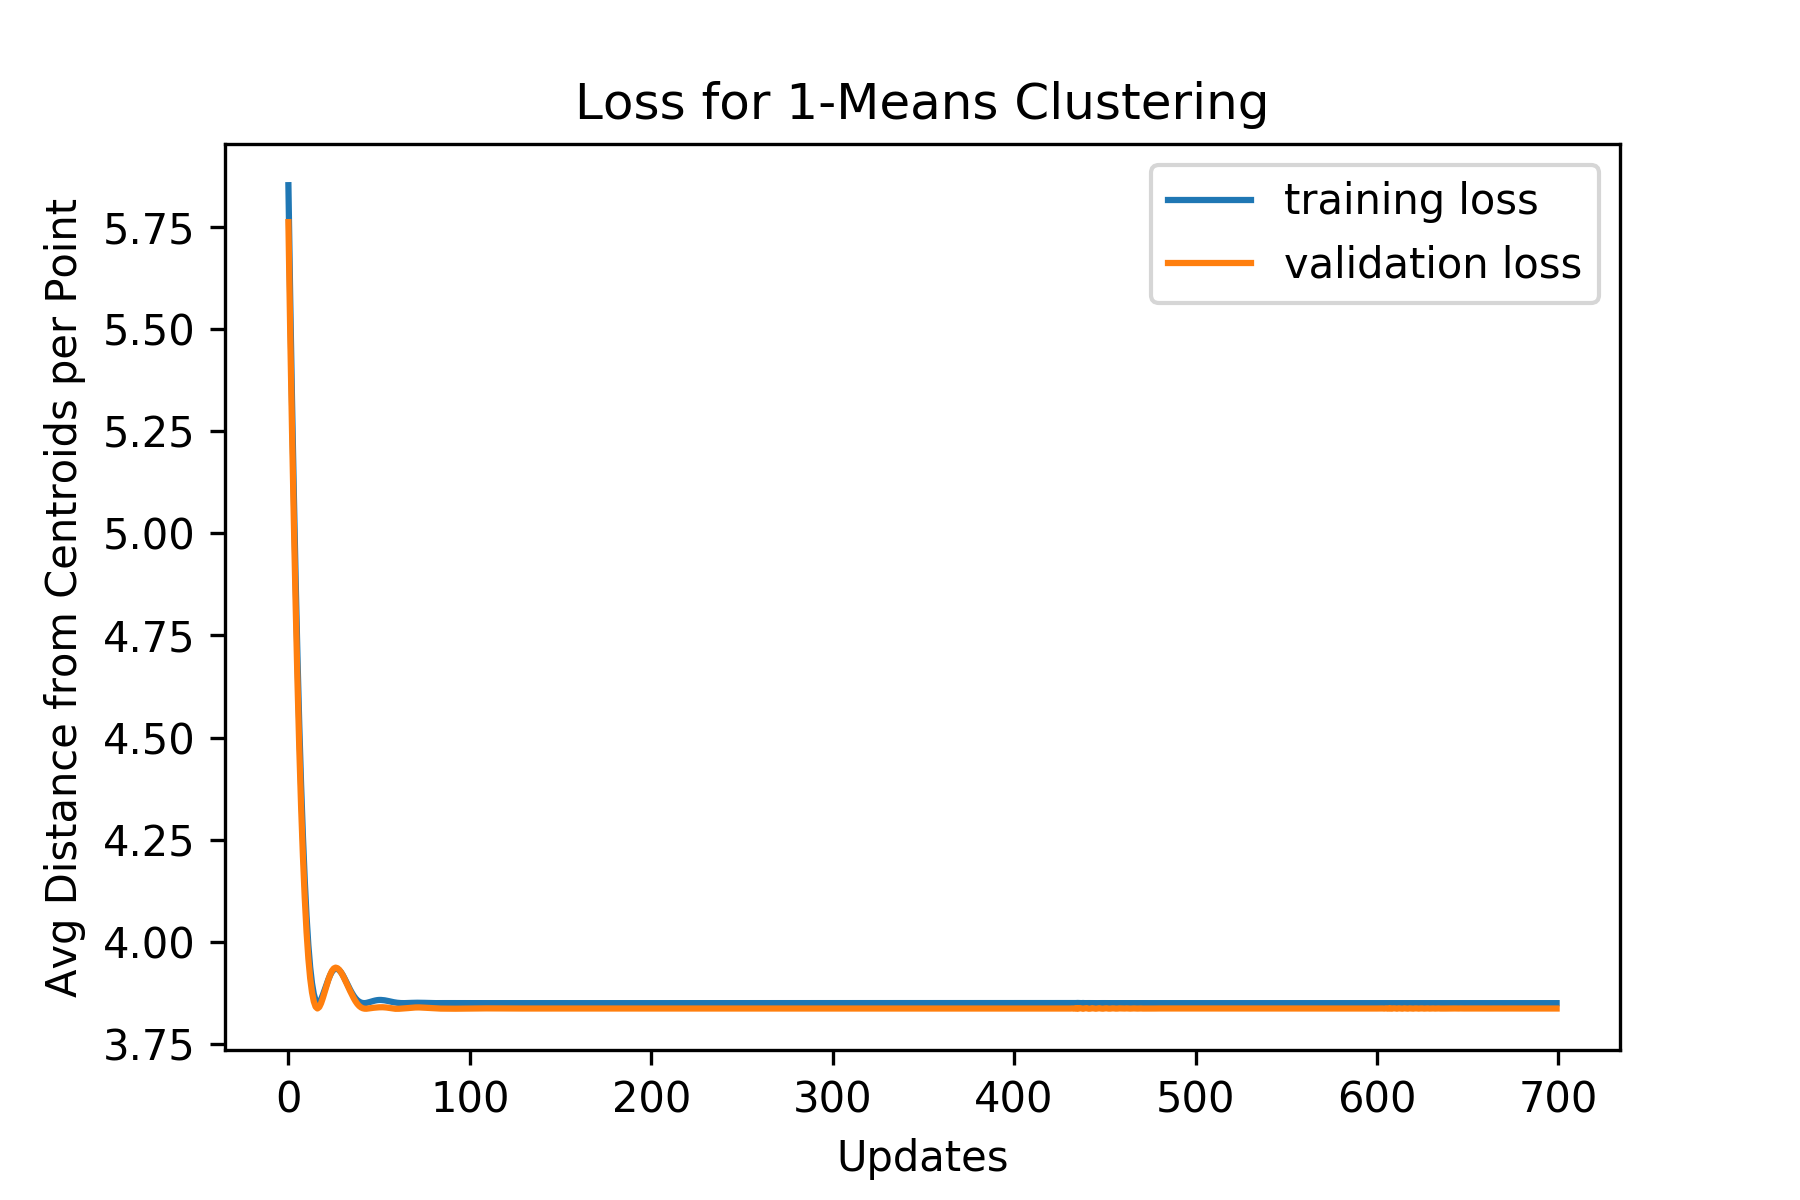 Loss for 1-Means Clustering
training loss
validation loss
Avg Distance from Centroids per Point
5.75
5.50
5.25
5.00
4.75
4.50
4.25
4.00
3.75
0 100 200 300 400 500 600 700
Updates